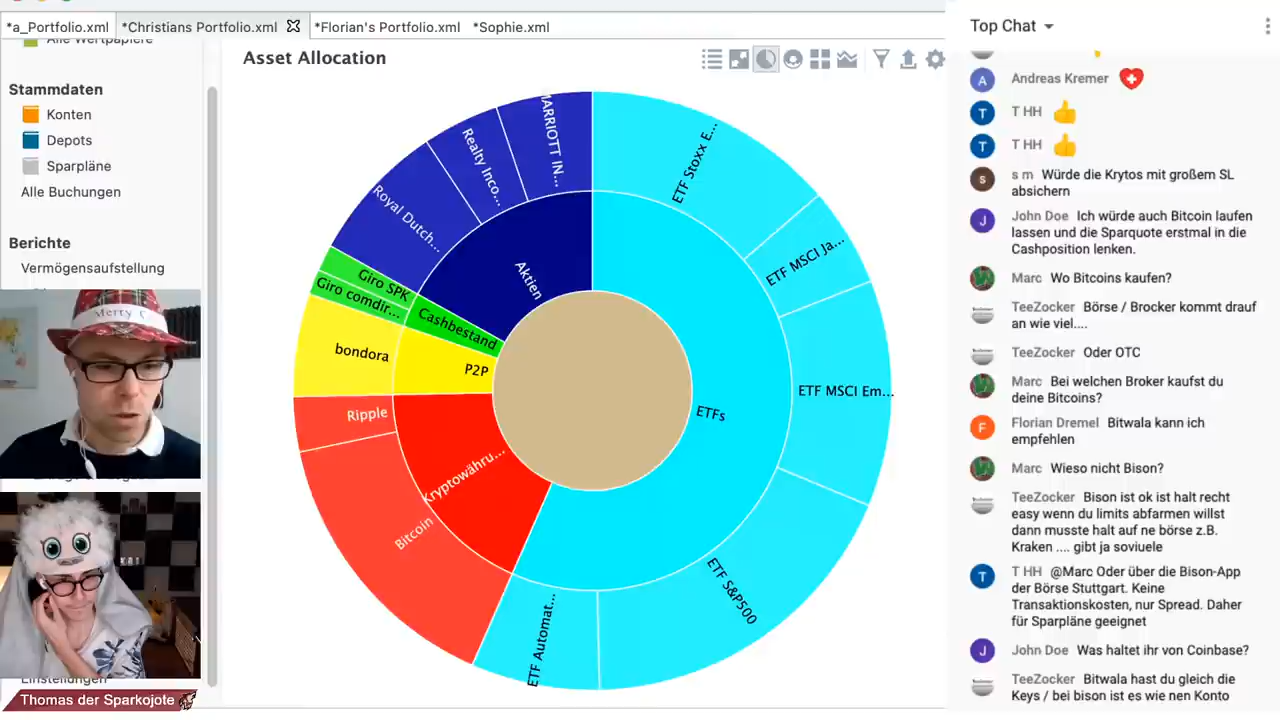 *a_Portfolio.xml
*Christians Portfolio.xml
*Florian's Portfolio.xml
*Sophie.xml
Alle Wertpapiere
Stammdaten
Konten
Depots
Sparpläne
Alle Buchungen
Berichte
Vermögensaufstellung
Merry C
Einstellungen
Thomas der Sparkojote
Asset Allocation
ETF Stoxx E...
ETF MSCI Ja...
ETF MSCI Em...
ETF S&P500
ETF Automat...
ETFs
Bitcoin
Ripple
Kryptowähru...
bondora
P2P
Giro comdir...
Giro SPK
Cashbestand
Royal Dutch...
Realty Inco...
MARRIOTT IN...
Aktien
Top Chat
A Andreas Kremer
T T HH
T T HH
s s m Würde die Krytos mit großem SL
absichern
J John Doe Ich würde auch Bitcoin laufen
lassen und die Sparquote erstmal in die
Cashposition lenken.
Marc Wo Bitcoins kaufen?
TeeZocker Börse / Brocker kommt drauf
an wie viel....
TeeZocker Oder OTC
Marc Bei welchen Broker kaufst du
deine Bitcoins?
F Florian Dremel Bitwala kann ich
empfehlen
Marc Wieso nicht Bison?
TeeZocker Bison ist ok ist halt recht
easy wenn du limits abfarmen willst
dann musste halt auf ne börse z.B.
Kraken .... gibt ja soviuele
T T HH @Marc Oder über die Bison-App
der Börse Stuttgart. Keine
Transaktionskosten, nur Spread. Daher
für Sparpläne geeignet
J John Doe Was haltet ihr von Coinbase?
TeeZocker Bitwala hast du gleich die
Keys / bei bison ist es wie nen Konto